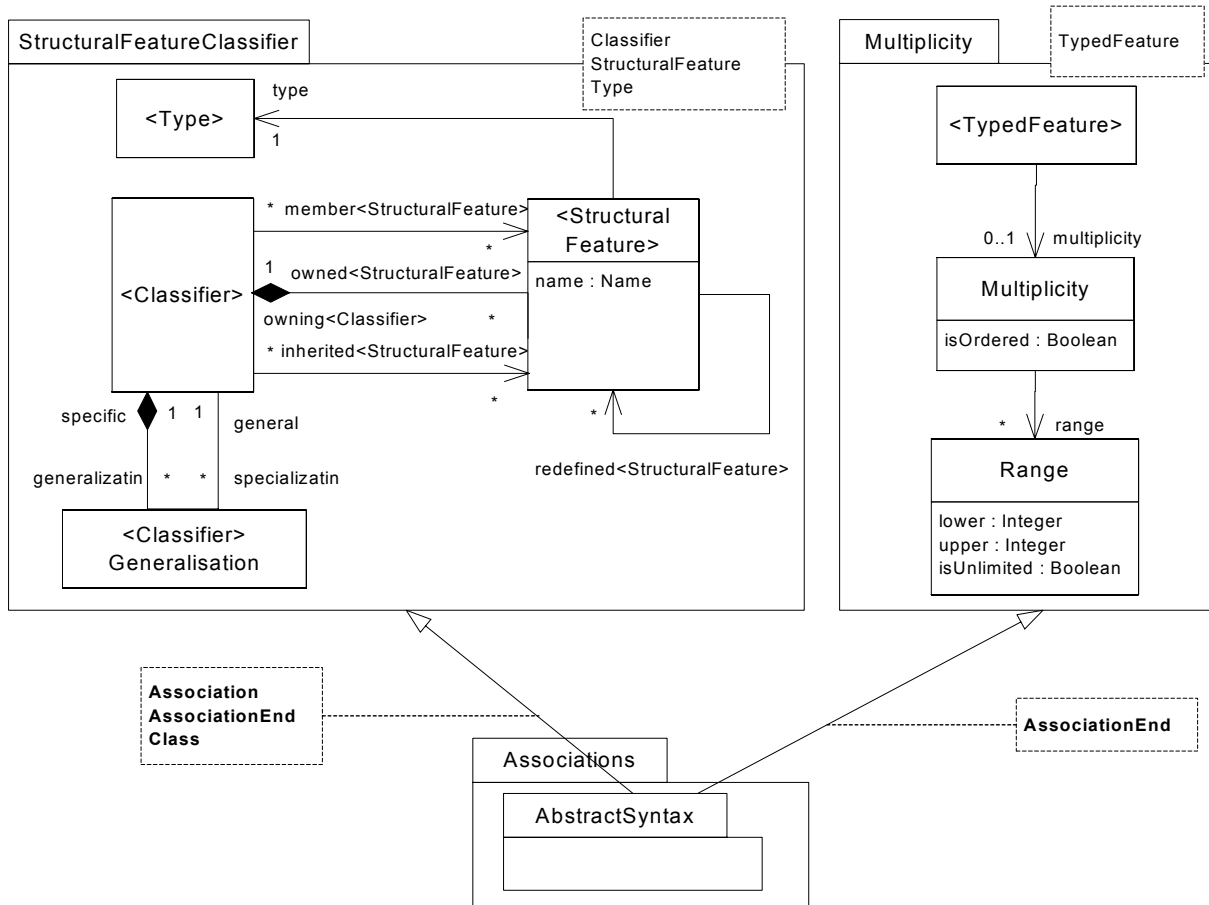 StructuralFeatureClassifier
Classifier
StructuralFeature
Type
<Type>
type
1
<Classifier>
* member<StructuralFeature>
*
1 owned<StructuralFeature>
owning<Classifier> *
* inherited<StructuralFeature>
*
<Structural
Feature>
name : Name
*
redefined<StructuralFeature>
specific 1 1 general
generalizatin * * specializatin
<Classifier>
Generalisation
Multiplicity
TypedFeature
<TypedFeature>
0..1 multiplicity
Multiplicity
isOrdered : Boolean
* range
Range
lower : Integer
upper : Integer
isUnlimited : Boolean
Association
AssociationEnd
Class
AssociationEnd
Associations
AbstractSyntax